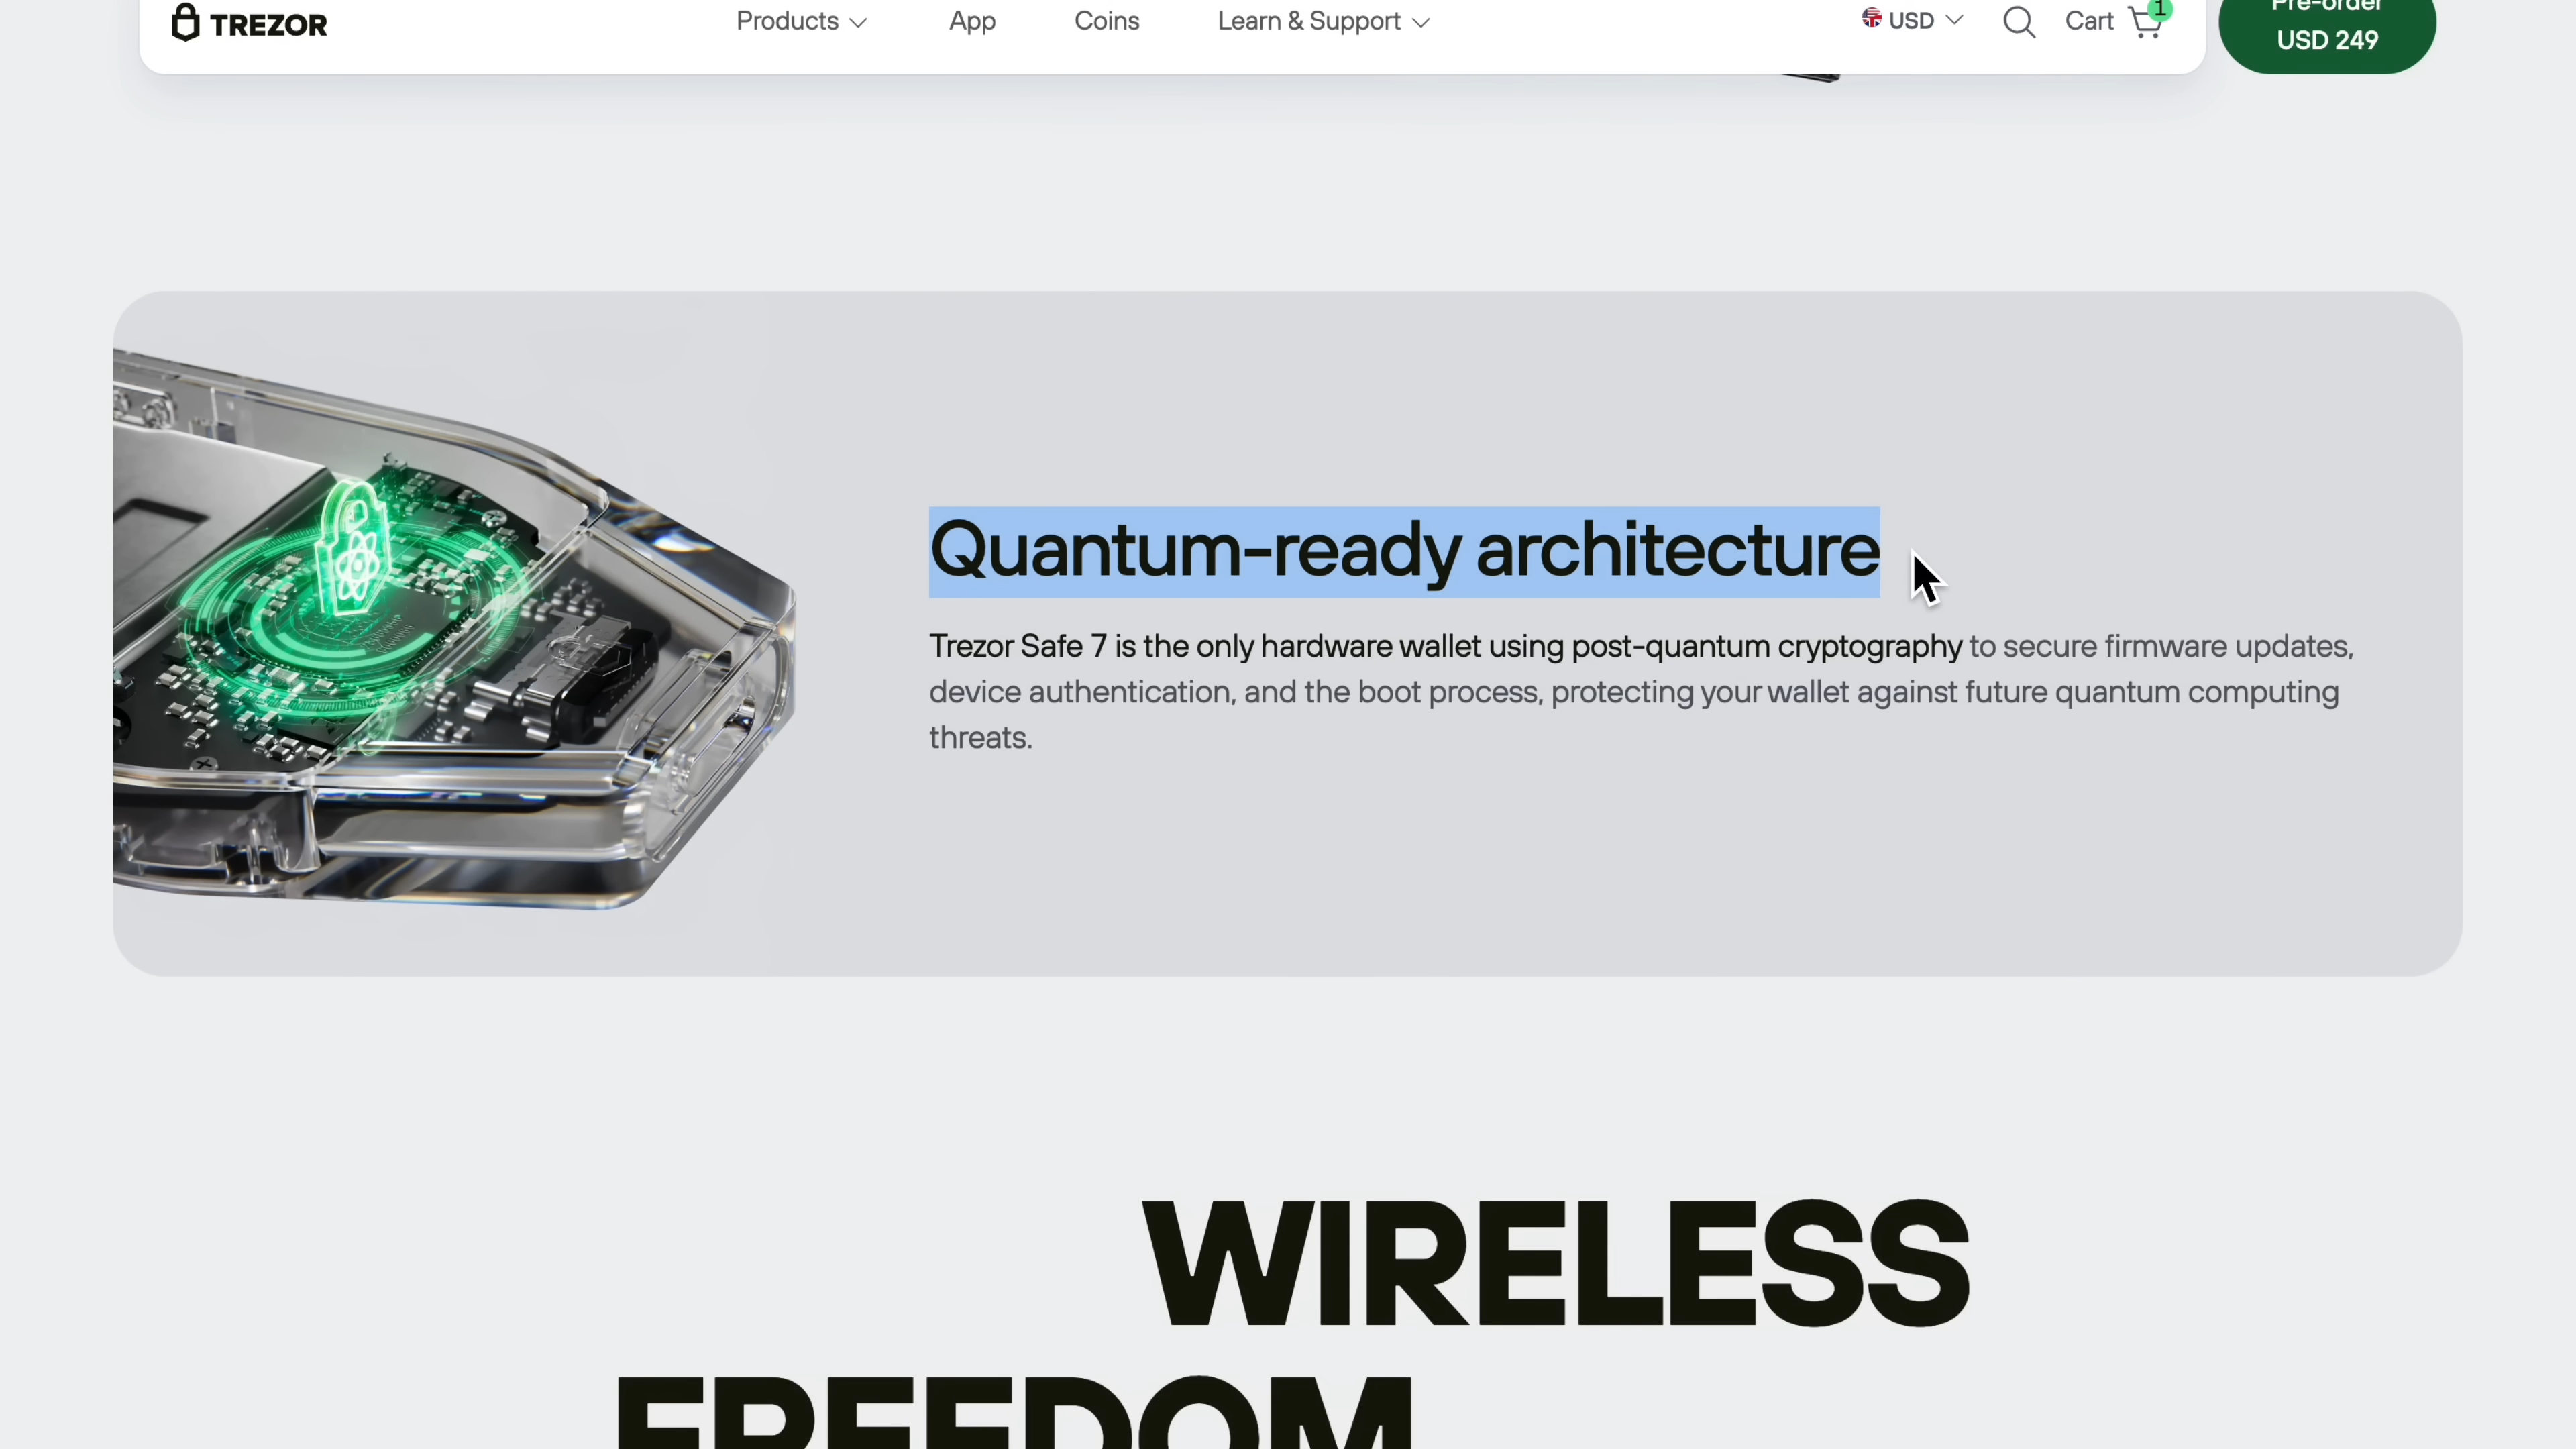 TREZOR
Products
App
Coins
Learn & Support
USD
Cart
1
Pre-order
USD 249
Quantum-ready architecture
Trezor Safe 7 is the only hardware wallet using post-quantum cryptography to secure firmware updates,
device authentication, and the boot process, protecting your wallet against future quantum computing
threats.
WIRELESS
FREEDOM